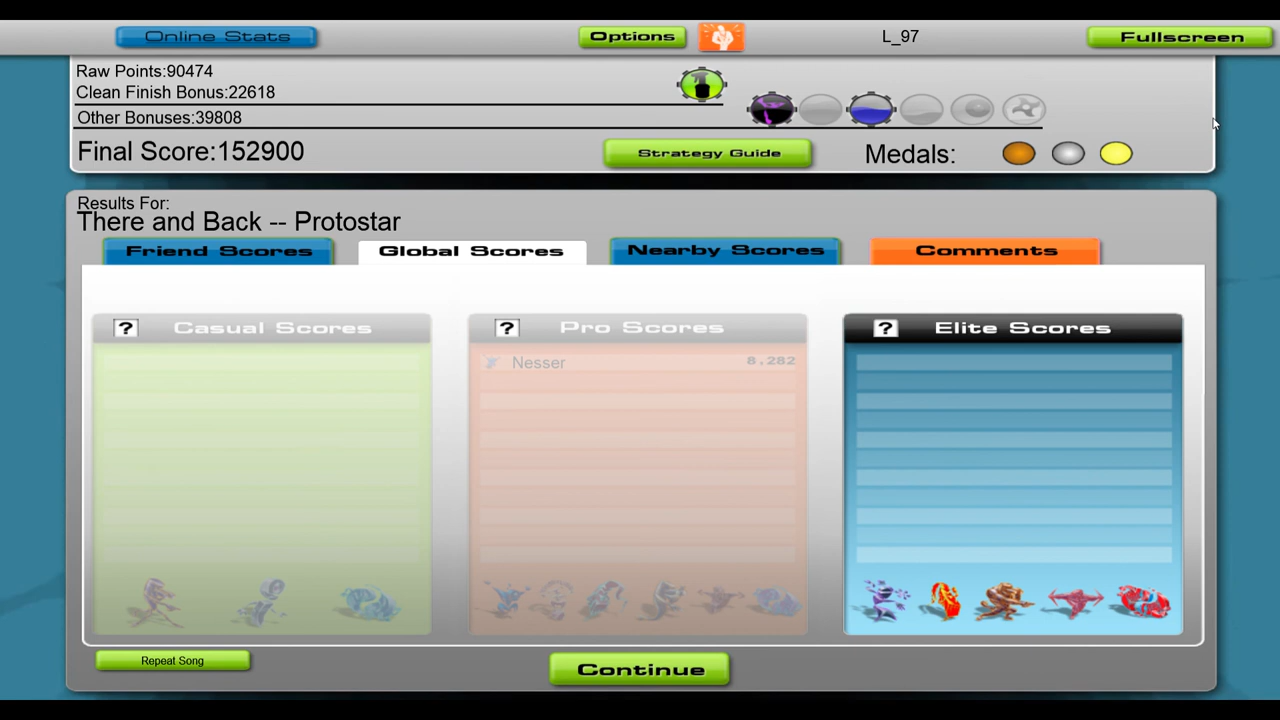 Online Stats
Options
L_97
Fullscreen
Raw Points:90474
Clean Finish Bonus:22618
Other Bonuses:39808
Final Score:152900
Strategy Guide
Medals:
Results For:
There and Back -- Protostar
Friend Scores
Global Scores
Nearby Scores
Comments
? Casual Scores
? Pro Scores
? Elite Scores
Nesser 8.282
Repeat Song
Continue